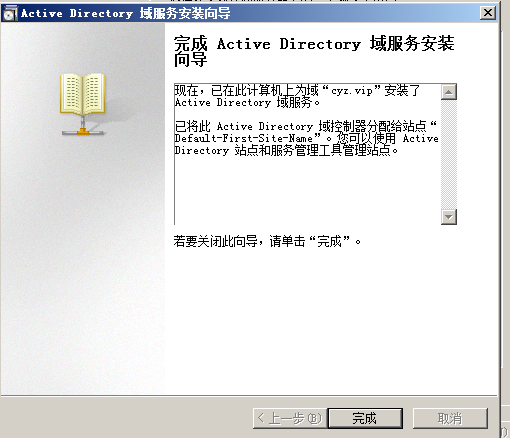 Active Directory 域服务安装向导
完成 Active Directory 域服务安装
向导
现在，已在此计算机上为域“cyz.vip”安装了
Active Directory 域服务。
已将此 Active Directory 域控制器分配给站点“
Default-First-Site-Name”。您可以使用 Active
Directory 站点和服务管理工具管理站点。
若要关闭此向导，请单击“完成”。
< 上一步(B)
完成
取消